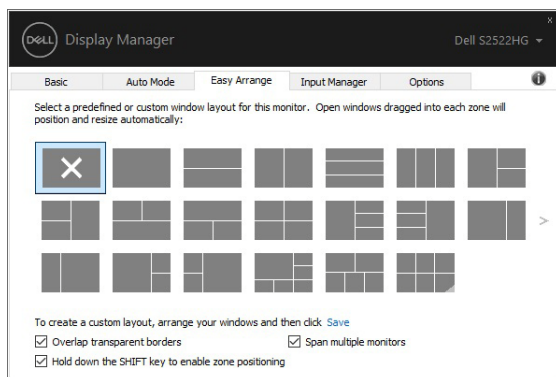 DELL Display Manager
Dell S2522HG
Basic Auto Mode Easy Arrange Input Manager Options
Select a predefined or custom window layout for this monitor. Open windows dragged into each zone will
position and resize automatically:
To create a custom layout, arrange your windows and then click Save
Overlap transparent borders Span multiple monitors
Hold down the SHIFT key to enable zone positioning